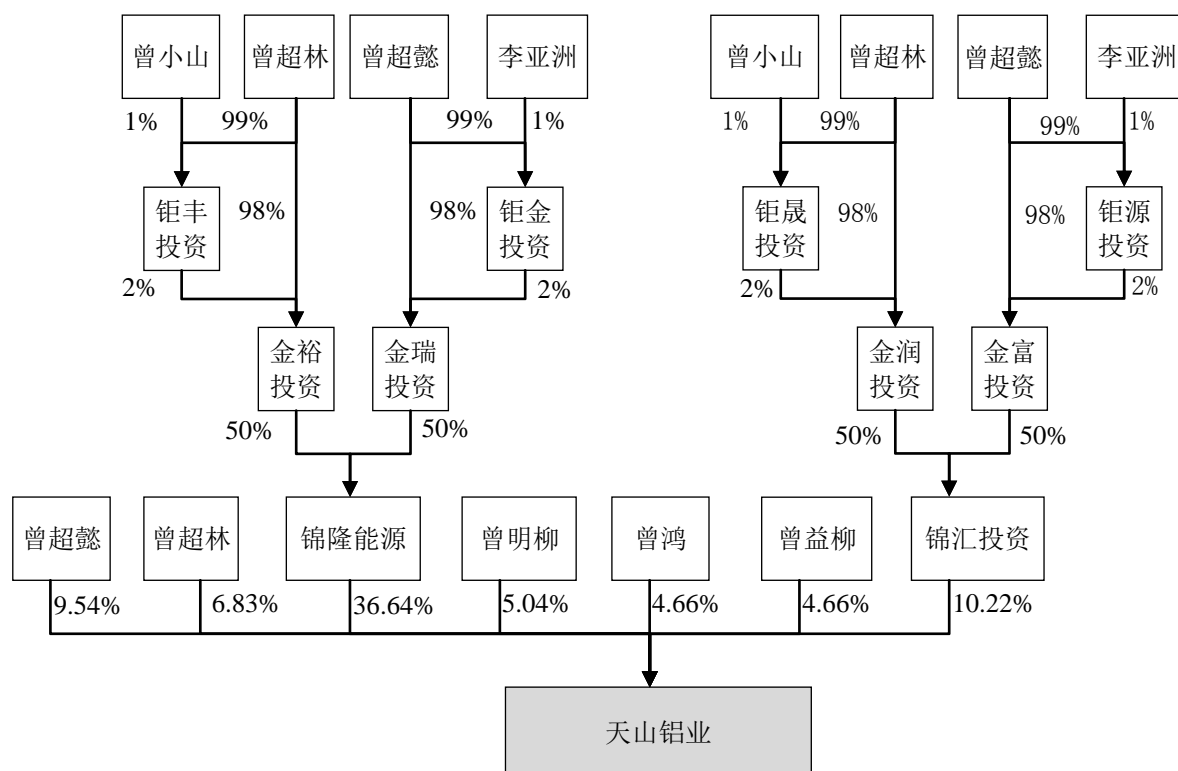 曾小山
曾超林
曾超懿
李亚洲
曾小山
曾超林
曾超懿
李亚洲
1%
99%
99%
1%
1%
99%
99%
1%
钜丰
投资
98%
98%
钜金
投资
钜晟
投资
98%
98%
钜源
投资
2%
2%
2%
2%
金裕
投资
金瑞
投资
金润
投资
金富
投资
50%
50%
50%
50%
曾超懿
曾超林
锦隆能源
曾明柳
曾鸿
曾益柳
锦汇投资
9.54%
6.83%
36.64%
5.04%
4.66%
4.66%
10.22%
天山铝业